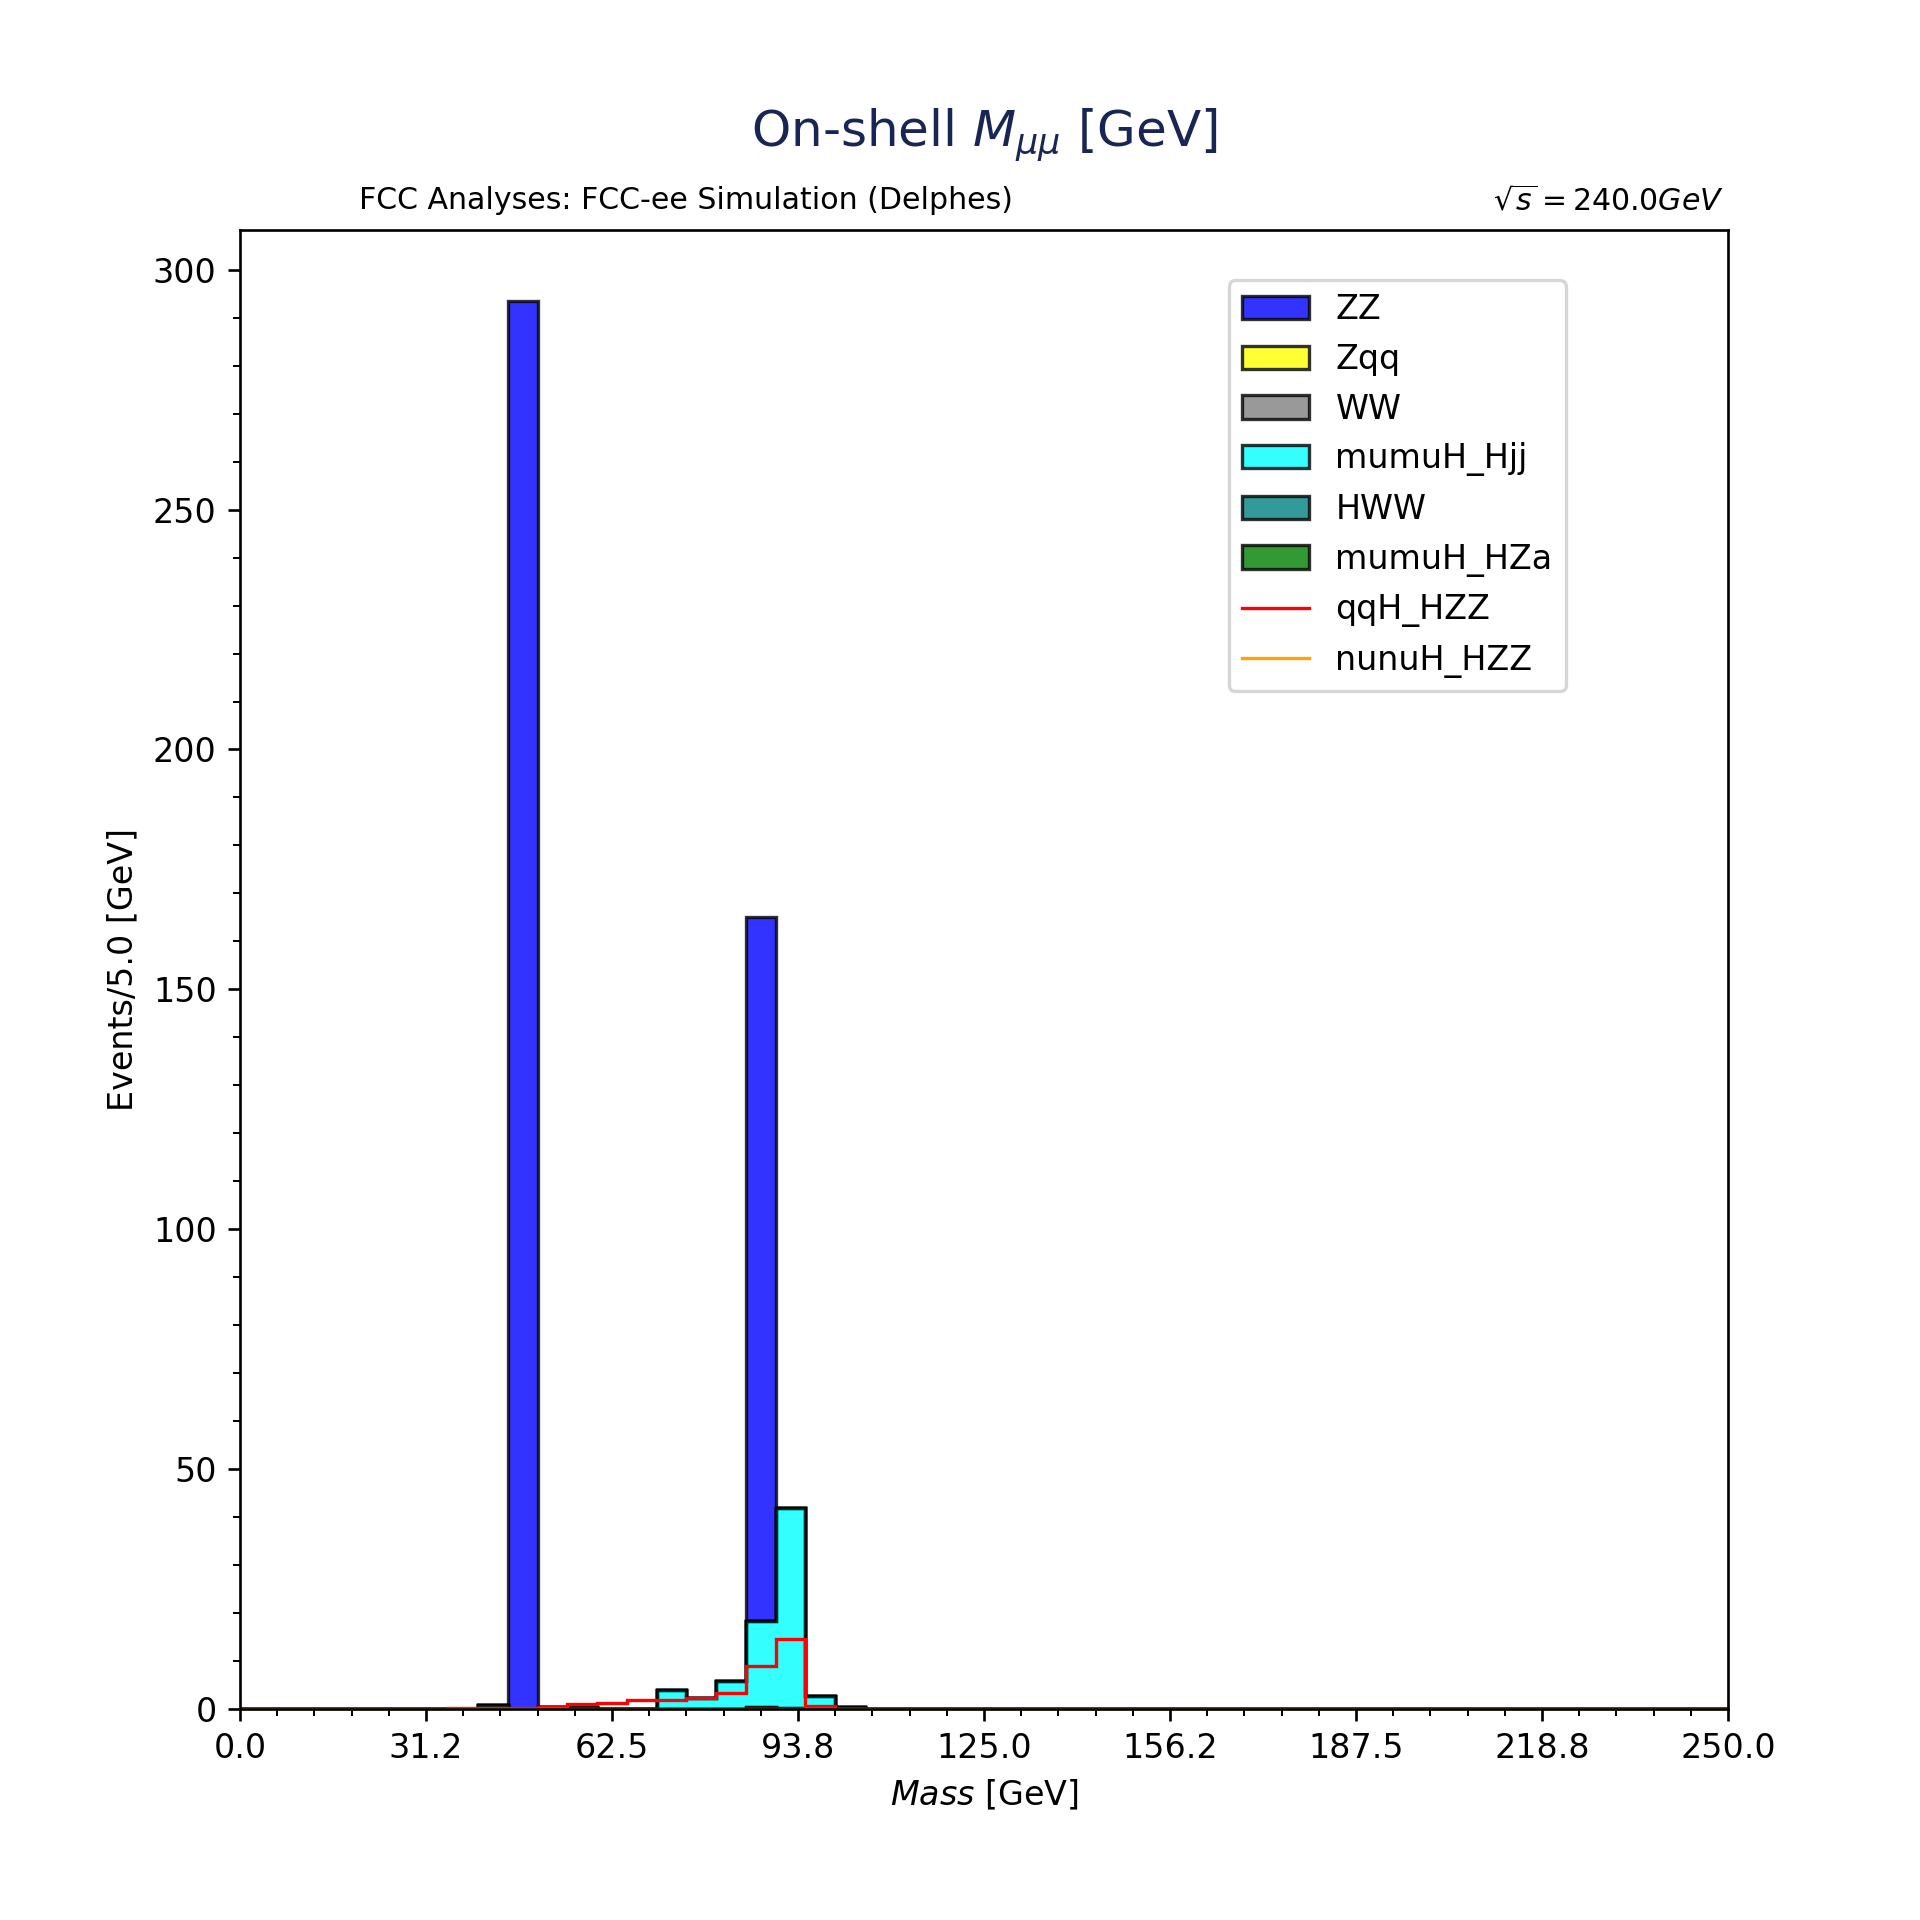 On-shell $M_{\mu\mu}$ [GeV]
FCC Analyses: FCC-ee Simulation (Delphes)
$\sqrt{s} = 240.0GeV$
300
250
200
150
100
50
0
Events/5.0 [GeV]
ZZ
Zqq
WW
mumuH_Hjj
HWW
mumuH_HZa
qqH_HZZ
nunuH_HZZ
0.0 31.2 62.5 93.8 125.0 156.2 187.5 218.8 250.0
Mass [GeV]